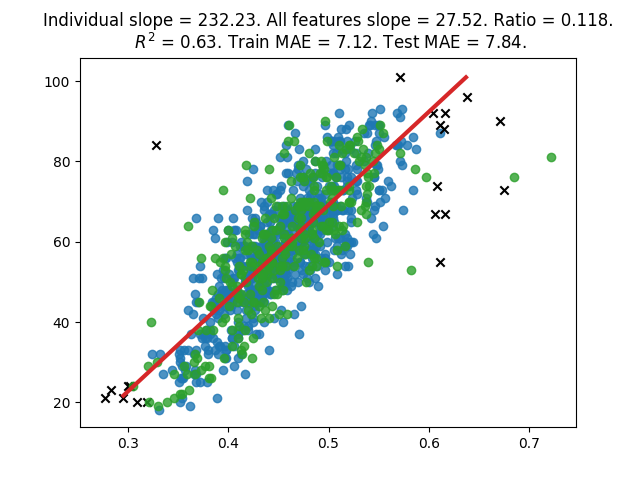 Individual slope = 232.23. All features slope = 27.52. Ratio = 0.118.
R² = 0.63. Train MAE = 7.12. Test MAE = 7.84.
100
80
60
40
20
0.3 0.4 0.5 0.6 0.7